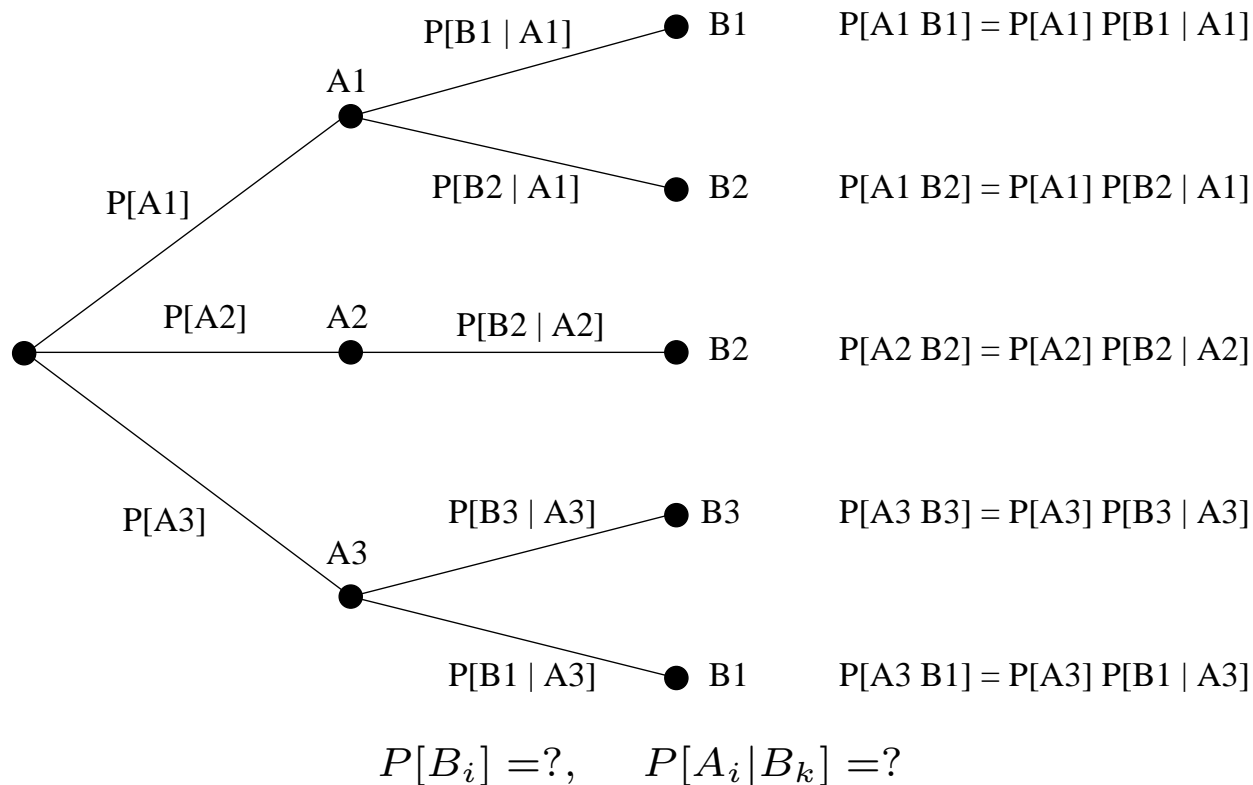 P[B1 | A1] B1 P[A1 B1] = P[A1] P[B1 | A1]
A1
P[B2 | A1] B2 P[A1 B2] = P[A1] P[B2 | A1]
P[A1]
P[A2] A2 P[B2 | A2] B2 P[A2 B2] = P[A2] P[B2 | A2]
P[A3] P[B3 | A3] B3 P[A3 B3] = P[A3] P[B3 | A3]
A3
P[B1 | A3] B1 P[A3 B1] = P[A3] P[B1 | A3]
P[B_i] =?, P[A_i|B_k] =?